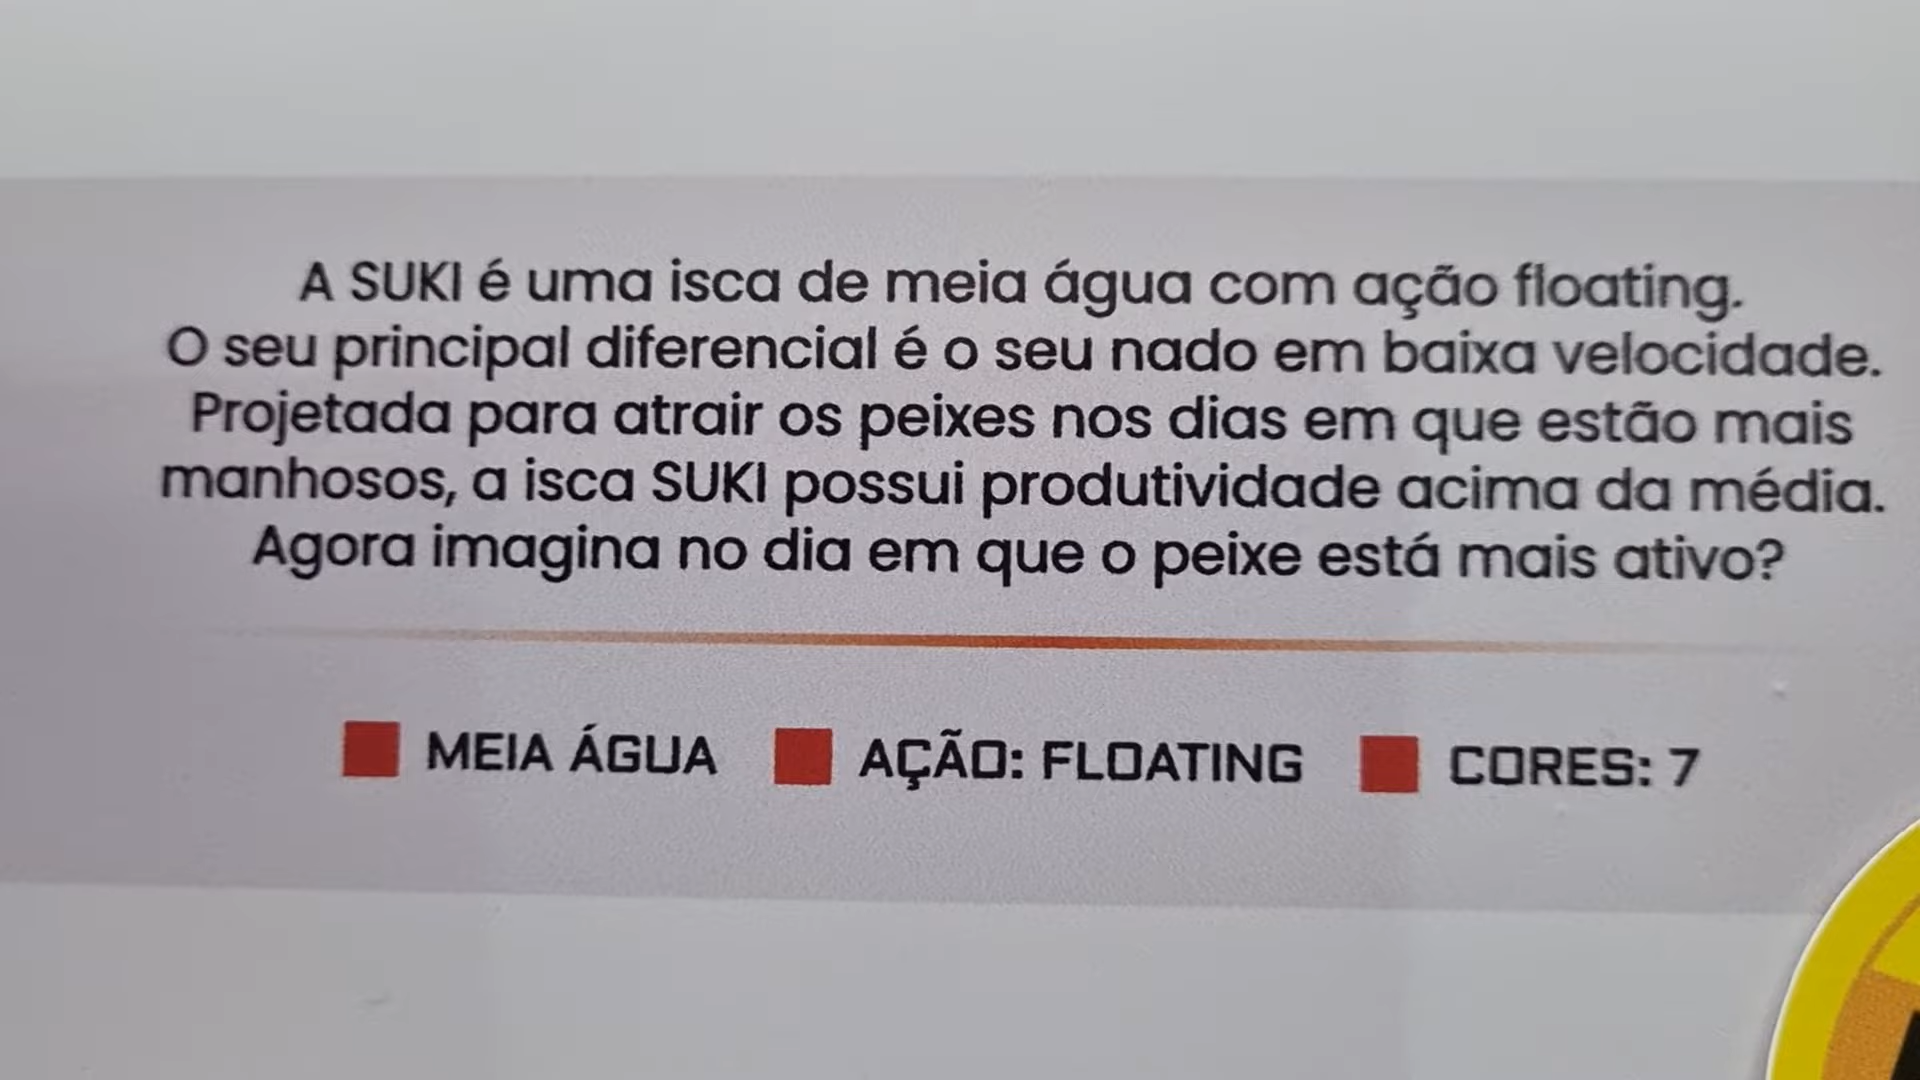 A SUKI é uma isca de meia água com ação floating.
O seu principal diferencial é o seu nado em baixa velocidade.
Projetada para atrair os peixes nos dias em que estão mais
manhosos, a isca SUKI possui produtividade acima da média.
Agora imagina no dia em que o peixe está mais ativo?
MEIA ÁGUA AÇÃO: FLOATING CORES: 7